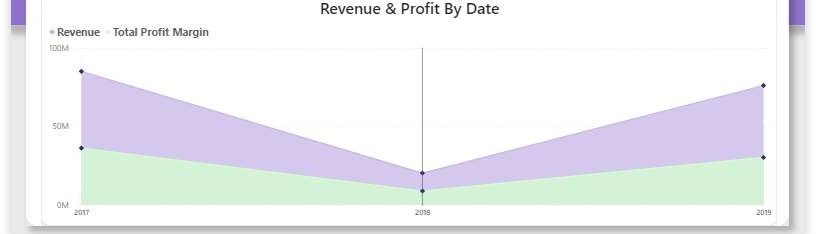 Revenue & Profit By Date
Revenue Total Profit Margin
100M
50M
0M
2017 2018 2019